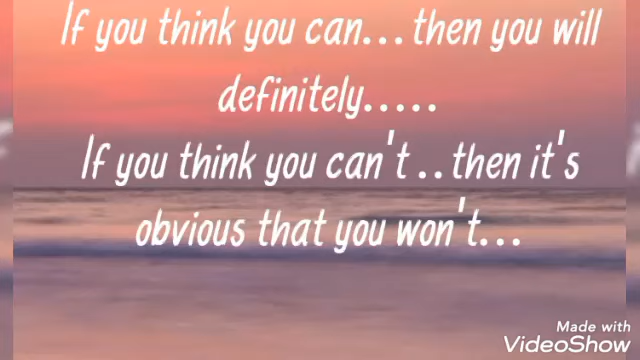 If you think you can...then you will
definitely.....
If you think you can't ..then it's
obvious that you won't...
Made with
VideoShow